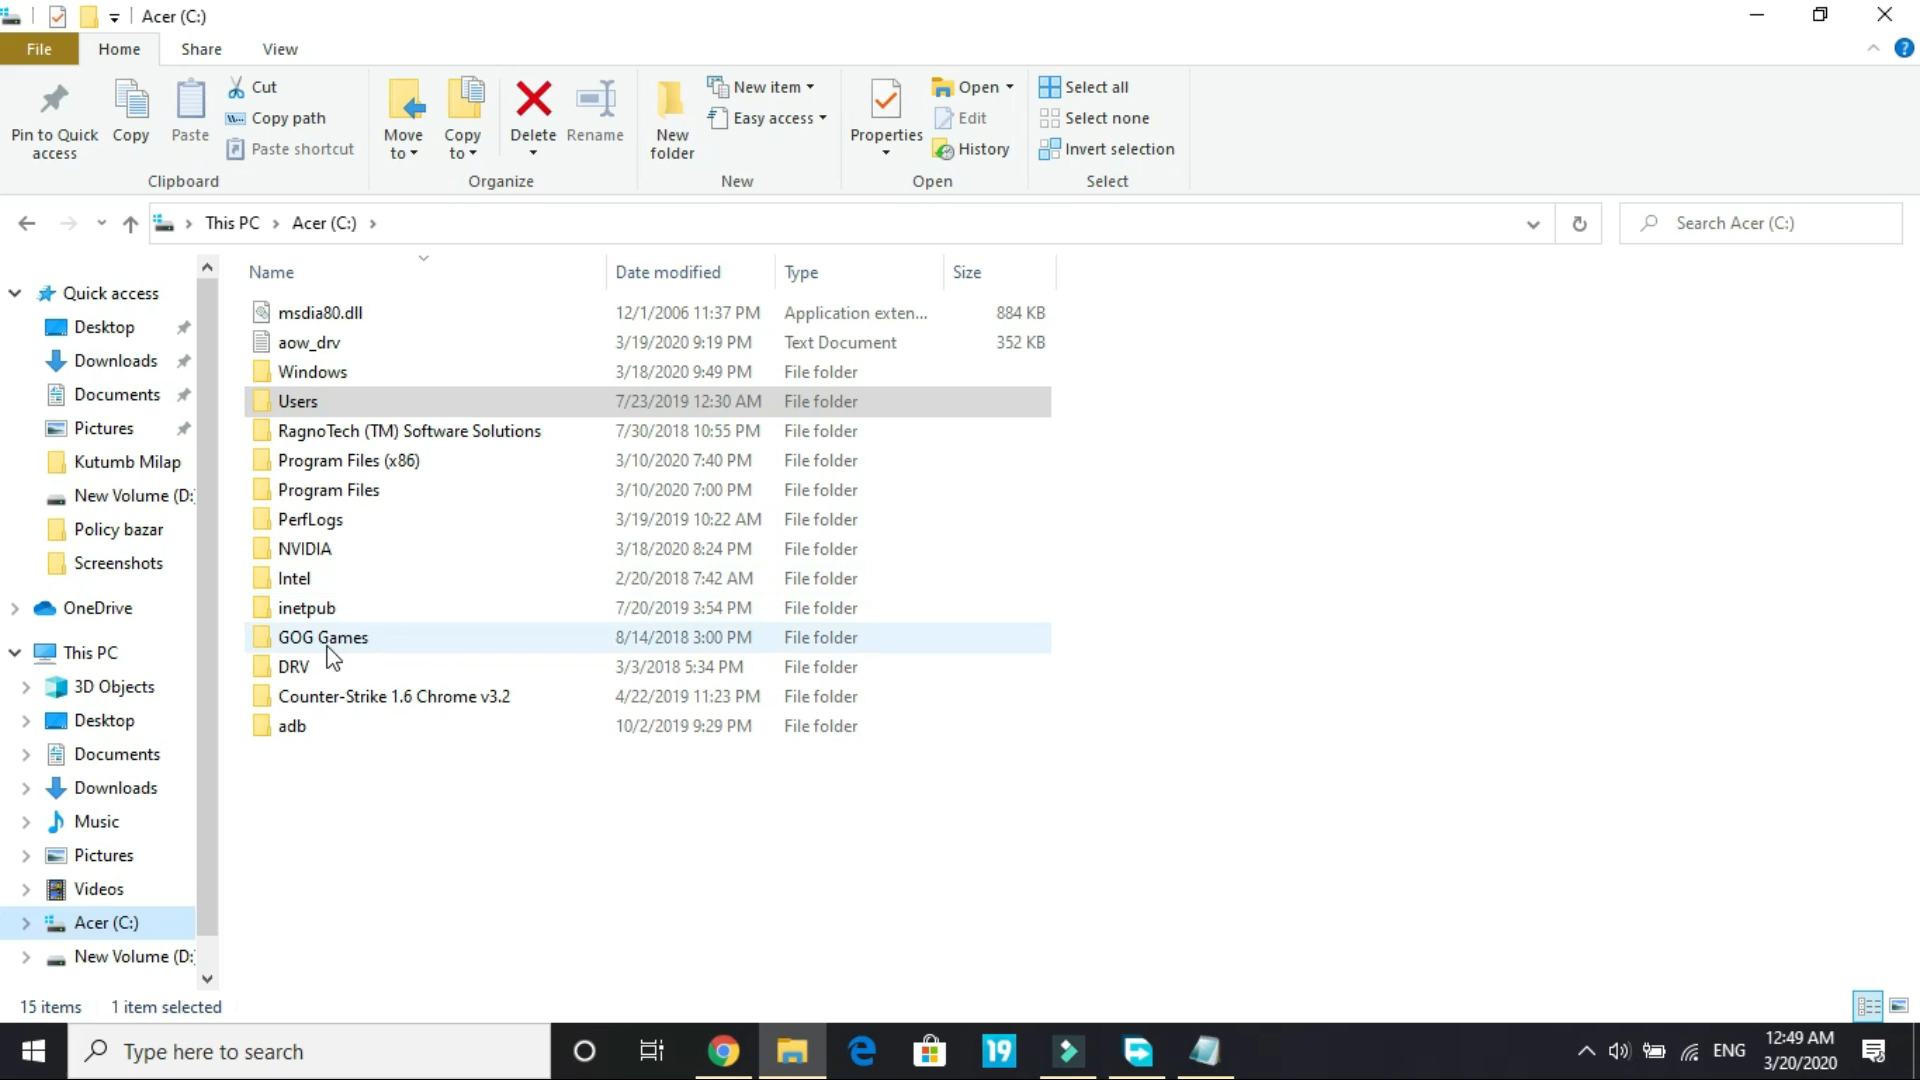 Acer (C:)
File Home Share View
Pin to Quick access
Copy
Paste
Cut
Copy path
Paste shortcut
Clipboard
Move to
Copy to
Delete
Rename
Organize
New folder
New item
Easy access
New
Properties
Open
Edit
History
Open
Select all
Select none
Invert selection
Select
This PC Acer (C:)
Search Acer (C:)
Quick access
Desktop
Downloads
Documents
Pictures
Kutumb Milap
New Volume (D:
Policy bazar
Screenshots
OneDrive
This PC
3D Objects
Desktop
Documents
Downloads
Music
Pictures
Videos
Acer (C:)
New Volume (D:
Name Date modified Type Size
msdia80.dll 12/1/2006 11:37 PM Application exten... 884 KB
aow_drv 3/19/2020 9:19 PM Text Document 352 KB
Windows 3/18/2020 9:49 PM File folder
Users 7/23/2019 12:30 AM File folder
RagnoTech (TM) Software Solutions 7/30/2018 10:55 PM File folder
Program Files (x86) 3/10/2020 7:40 PM File folder
Program Files 3/10/2020 7:00 PM File folder
PerfLogs 3/19/2019 10:22 AM File folder
NVIDIA 3/18/2020 8:24 PM File folder
Intel 2/20/2018 7:42 AM File folder
inetpub 7/20/2019 3:54 PM File folder
GOG Games 8/14/2018 3:00 PM File folder
DRV 3/3/2018 5:34 PM File folder
Counter-Strike 1.6 Chrome v3.2 4/22/2019 11:23 PM File folder
adb 10/2/2019 9:29 PM File folder
15 items 1 item selected
Type here to search
19
ENG
12:49 AM
3/20/2020